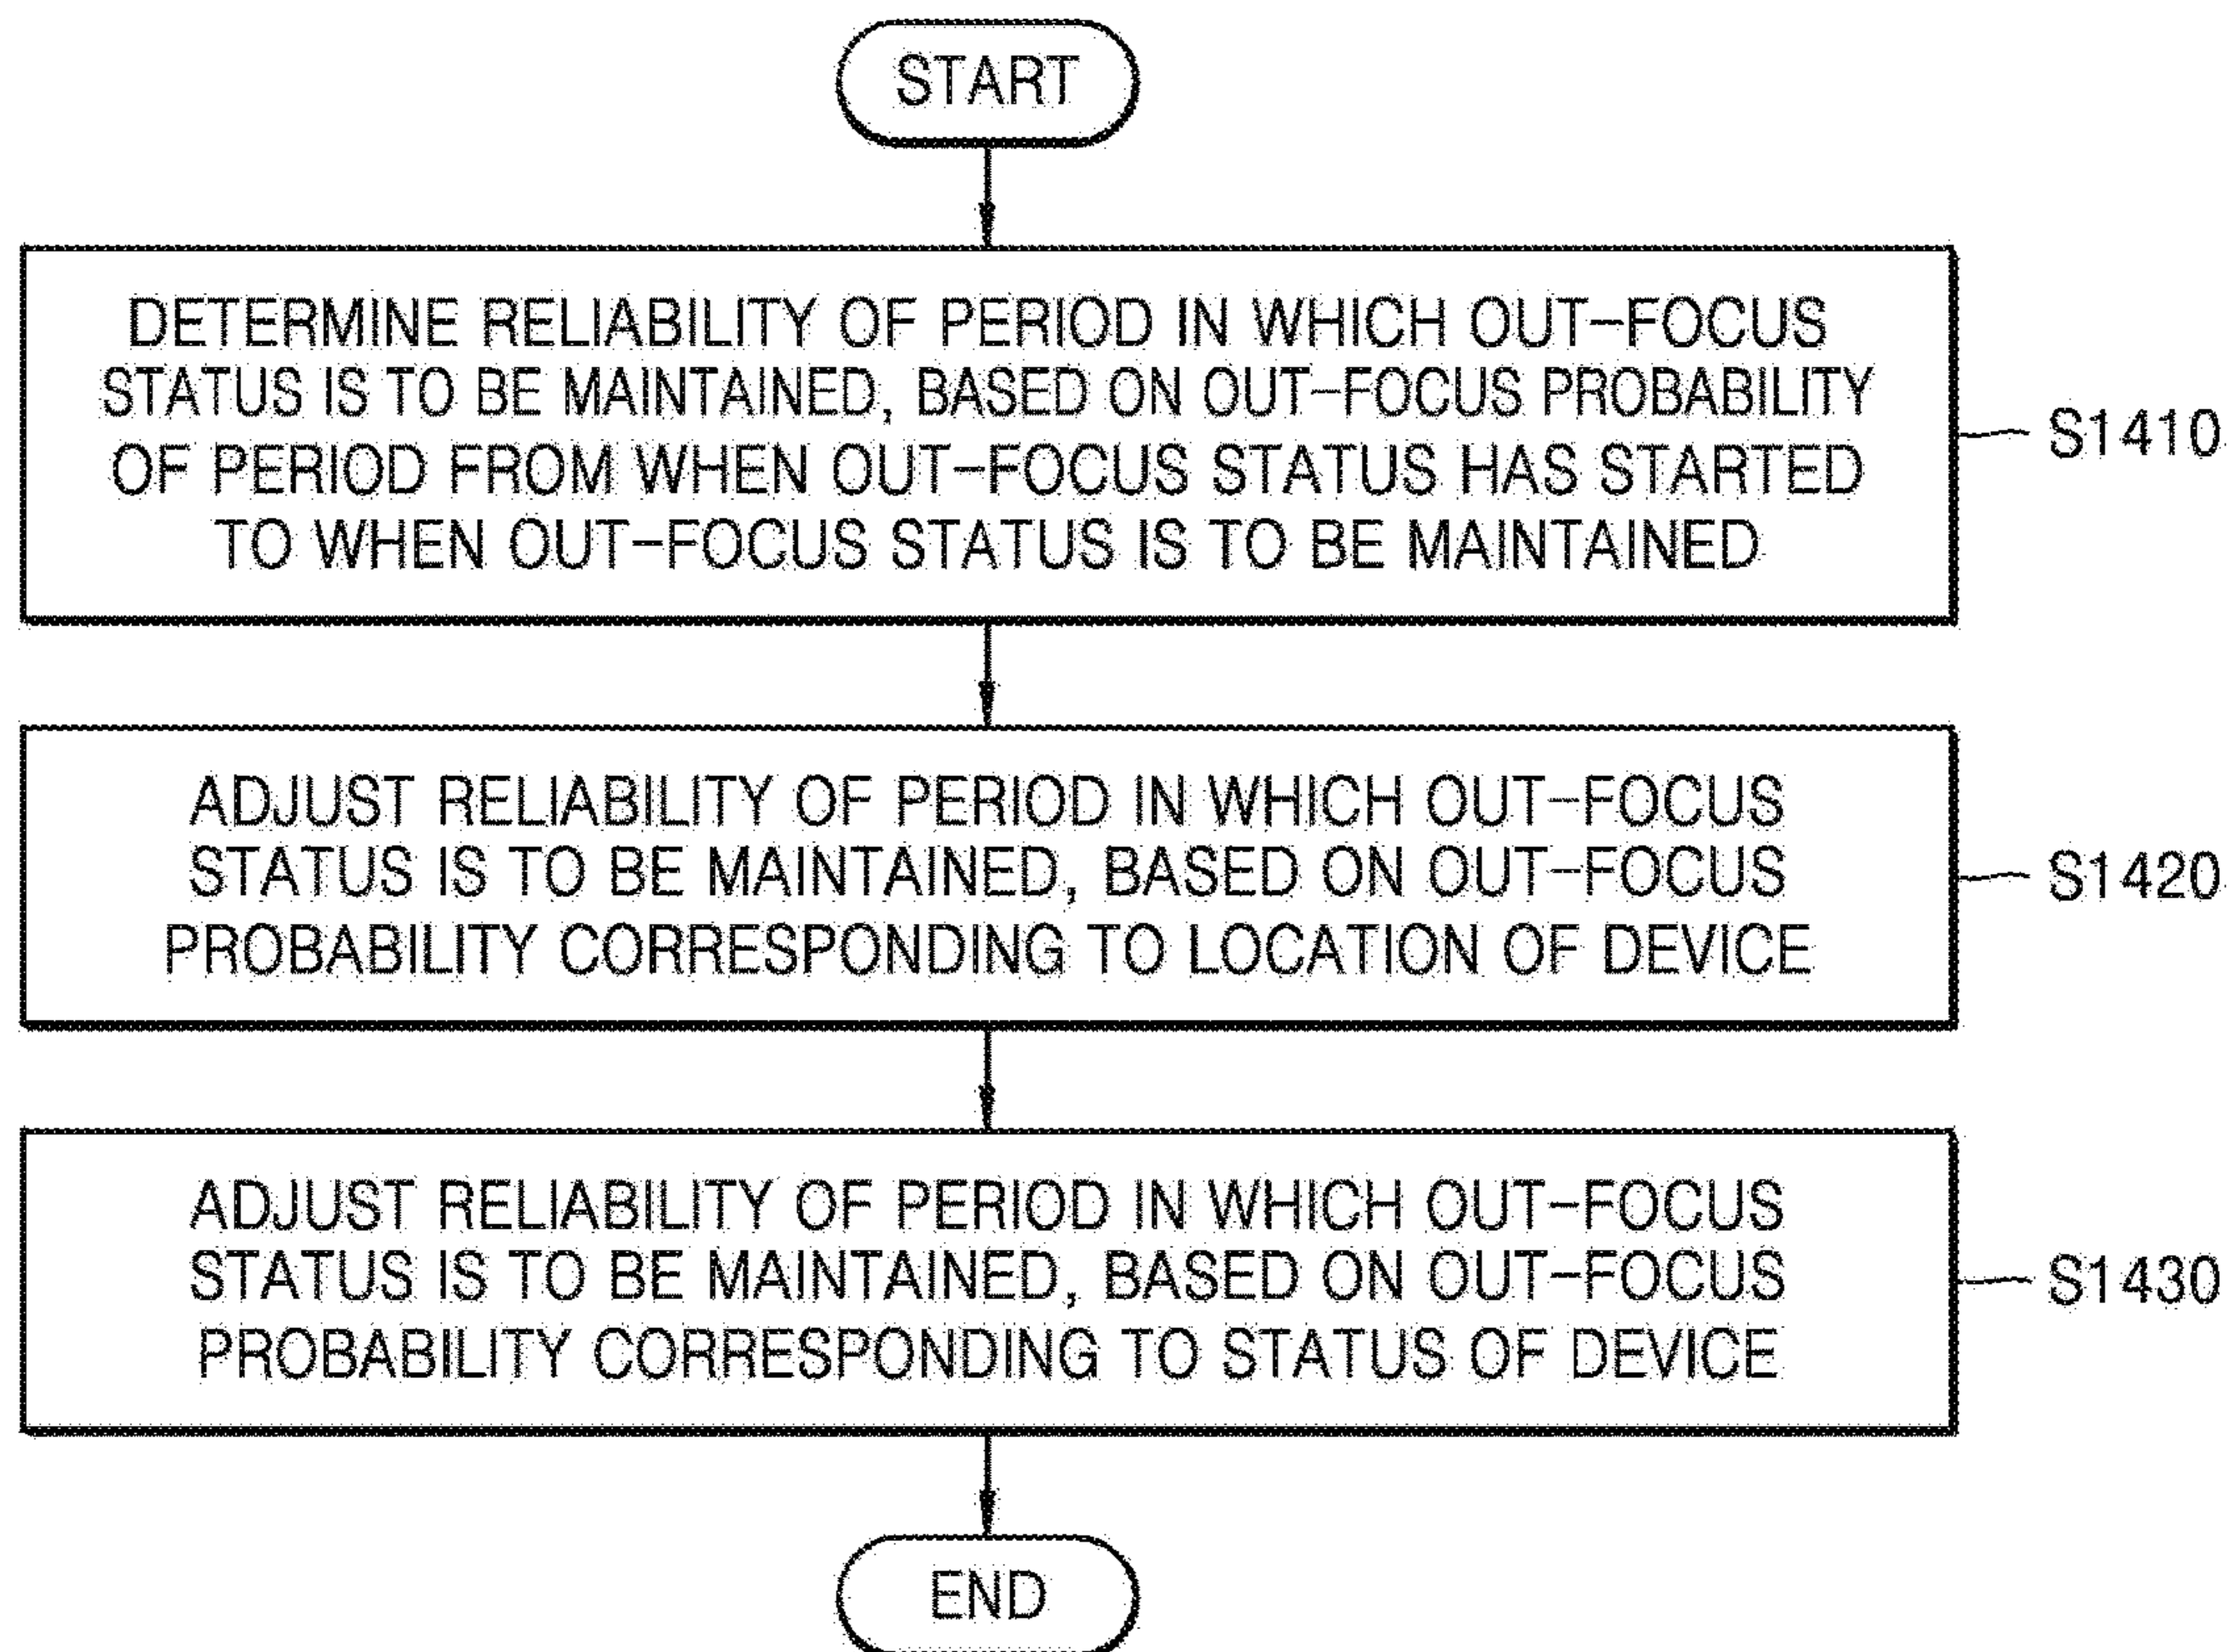 START
DETERMINE RELIABILITY OF PERIOD IN WHICH OUT-FOCUS
STATUS IS TO BE MAINTAINED, BASED ON OUT-FOCUS PROBABILITY
OF PERIOD FROM WHEN OUT-FOCUS STATUS HAS STARTED
TO WHEN OUT-FOCUS STATUS IS TO BE MAINTAINED
S1410
ADJUST RELIABILITY OF PERIOD IN WHICH OUT-FOCUS
STATUS IS TO BE MAINTAINED, BASED ON OUT-FOCUS
PROBABILITY CORRESPONDING TO LOCATION OF DEVICE
S1420
ADJUST RELIABILITY OF PERIOD IN WHICH OUT-FOCUS
STATUS IS TO BE MAINTAINED, BASED ON OUT-FOCUS
PROBABILITY CORRESPONDING TO STATUS OF DEVICE
S1430
END